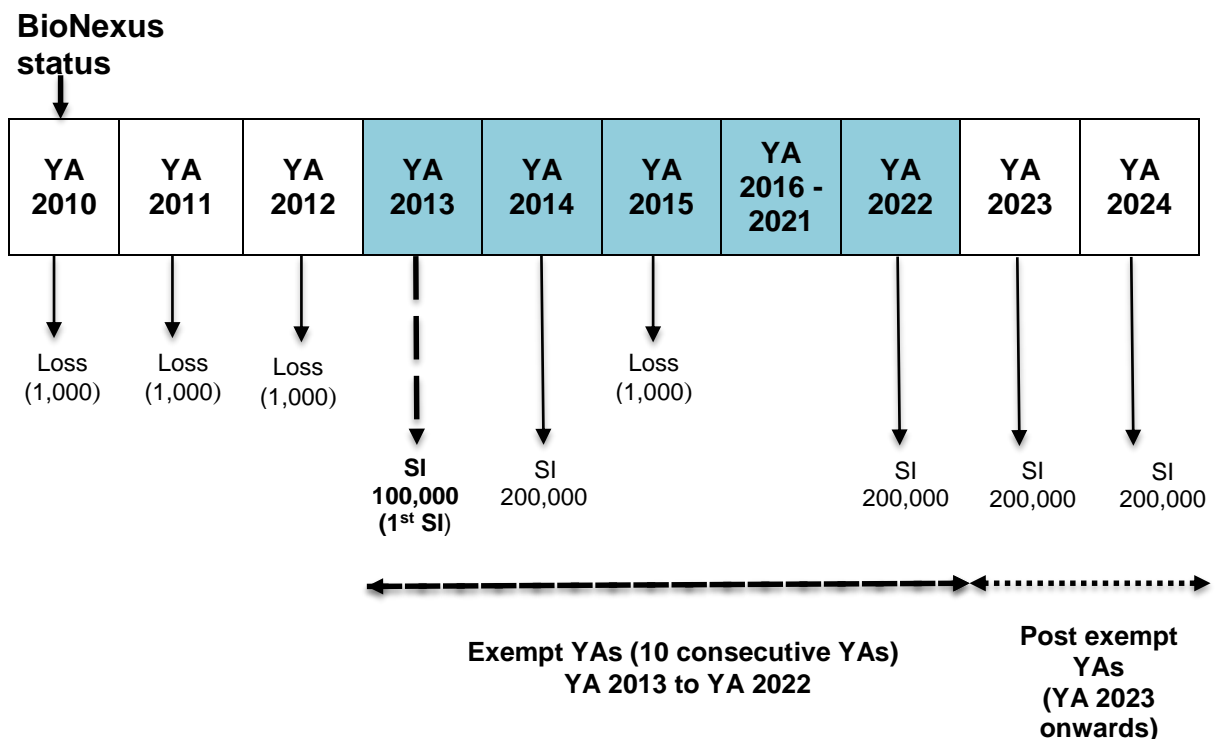 BioNexus
status
YA
2010
YA
2011
YA
2012
YA
2013
YA
2014
YA
2015
YA
2016 -
2021
YA
2022
YA
2023
YA
2024
Loss
(1,000)
Loss
(1,000)
Loss
(1,000)
Loss
(1,000)
SI
100,000
(1st SI)
SI
200,000
SI
200,000
SI
200,000
SI
200,000
Exempt YAs (10 consecutive YAs)
YA 2013 to YA 2022
Post exempt
YAs
(YA 2023
onwards)